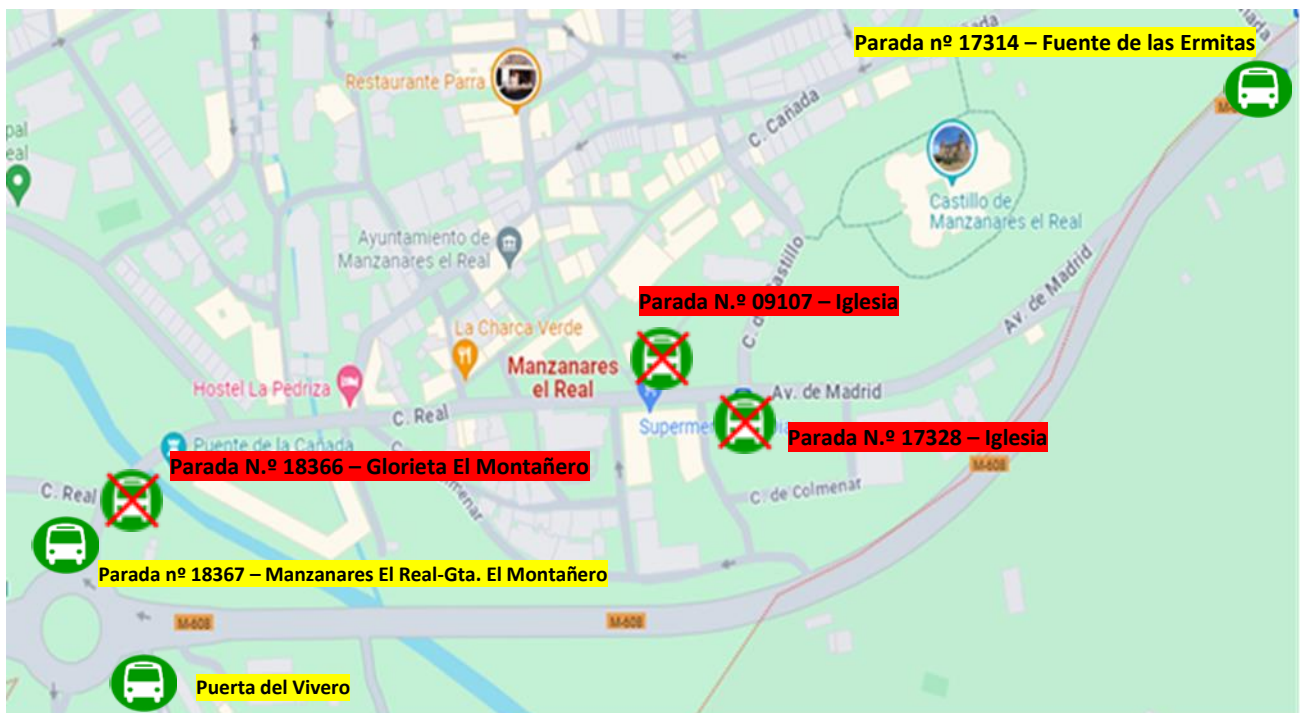 Parada nº 17314 – Fuente de las Ermitas
Restaurante Parra
C. Cañada
Castillo de
Manzanares el Real
Ayuntamiento de
Manzanares el Real
Av. de Madrid
Parada N.º 09107 – Iglesia
La Charca Verde
Manzanares
el Real
Hostel La Pedriza
Av. de Madrid
C. Real
Parada N.º 17328 – Iglesia
Puente de la Cañada
Parada N.º 18366 – Glorieta El Montañero
M-608
C. Real
C. de Colmenar
Parada nº 18367 – Manzanares El Real-Gta. El Montañero
M-608
M-608
Puerta del Vivero